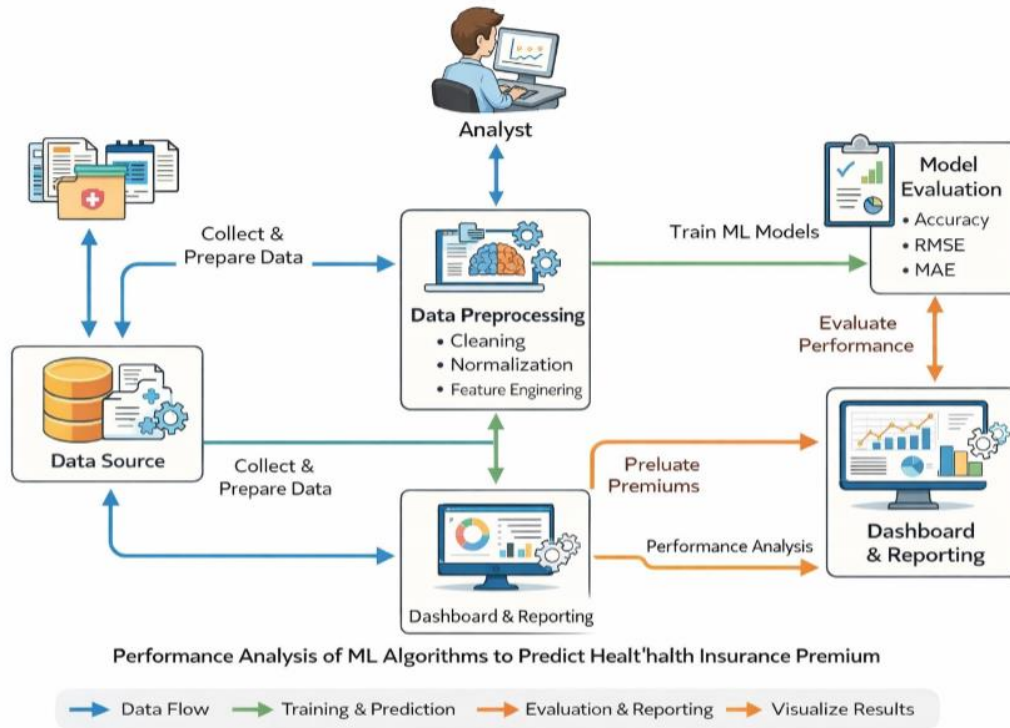 Analyst
Collect &
Prepare Data
Train ML Models
Model
Evaluation
• Accuracy
• RMSE
• MAE
Data Preprocessing
• Cleaning
• Normalization
• Feature Enginering
Evaluate
Performance
Data Source
Collect &
Prepare Data
Preluate
Premiums
Performance Analysis
Dashboard & Reporting
Dashboard
& Reporting
Performance Analysis of ML Algorithms to Predict Healt'halth Insurance Premium
Data Flow
Training & Prediction
Evaluation & Reporting
Visualize Results